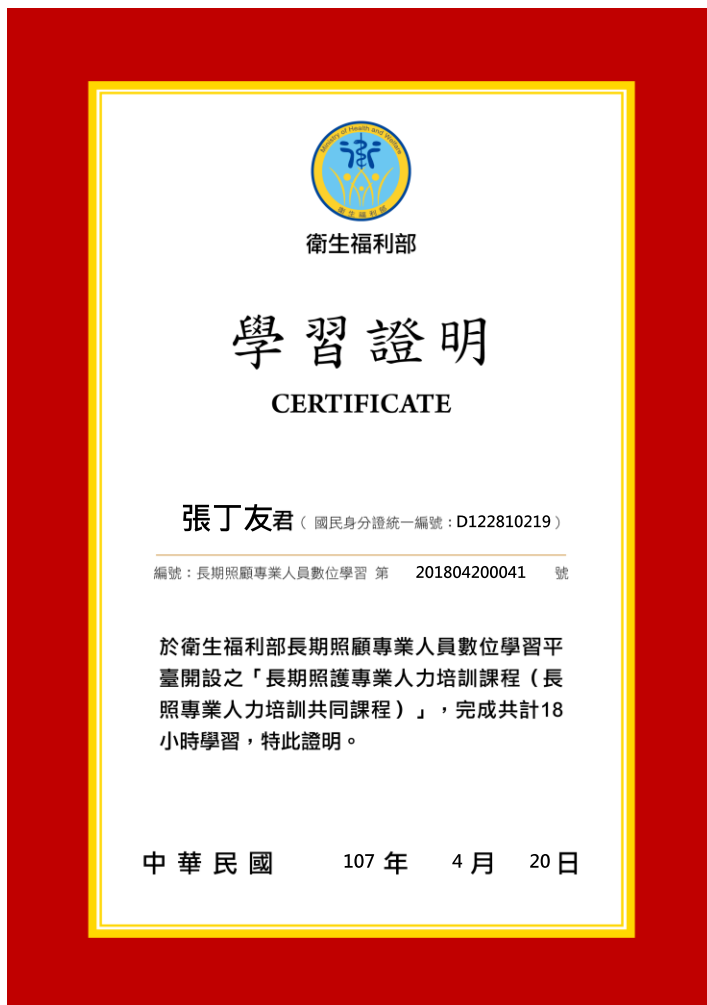 Ministry of Health and Welfare
衛生福利部
衛生福利部
學習證明
CERTIFICATE
張丁友君（ 國民身分證統一編號：D122810219）
編號：長期照顧專業人員數位學習 第 201804200041 號
於衛生福利部長期照顧專業人員數位學習平
臺開設之「長期照護專業人力培訓課程（長
照專業人力培訓共同課程）」，完成共計18
小時學習，特此證明。
中華民國 107 年 4 月 20 日